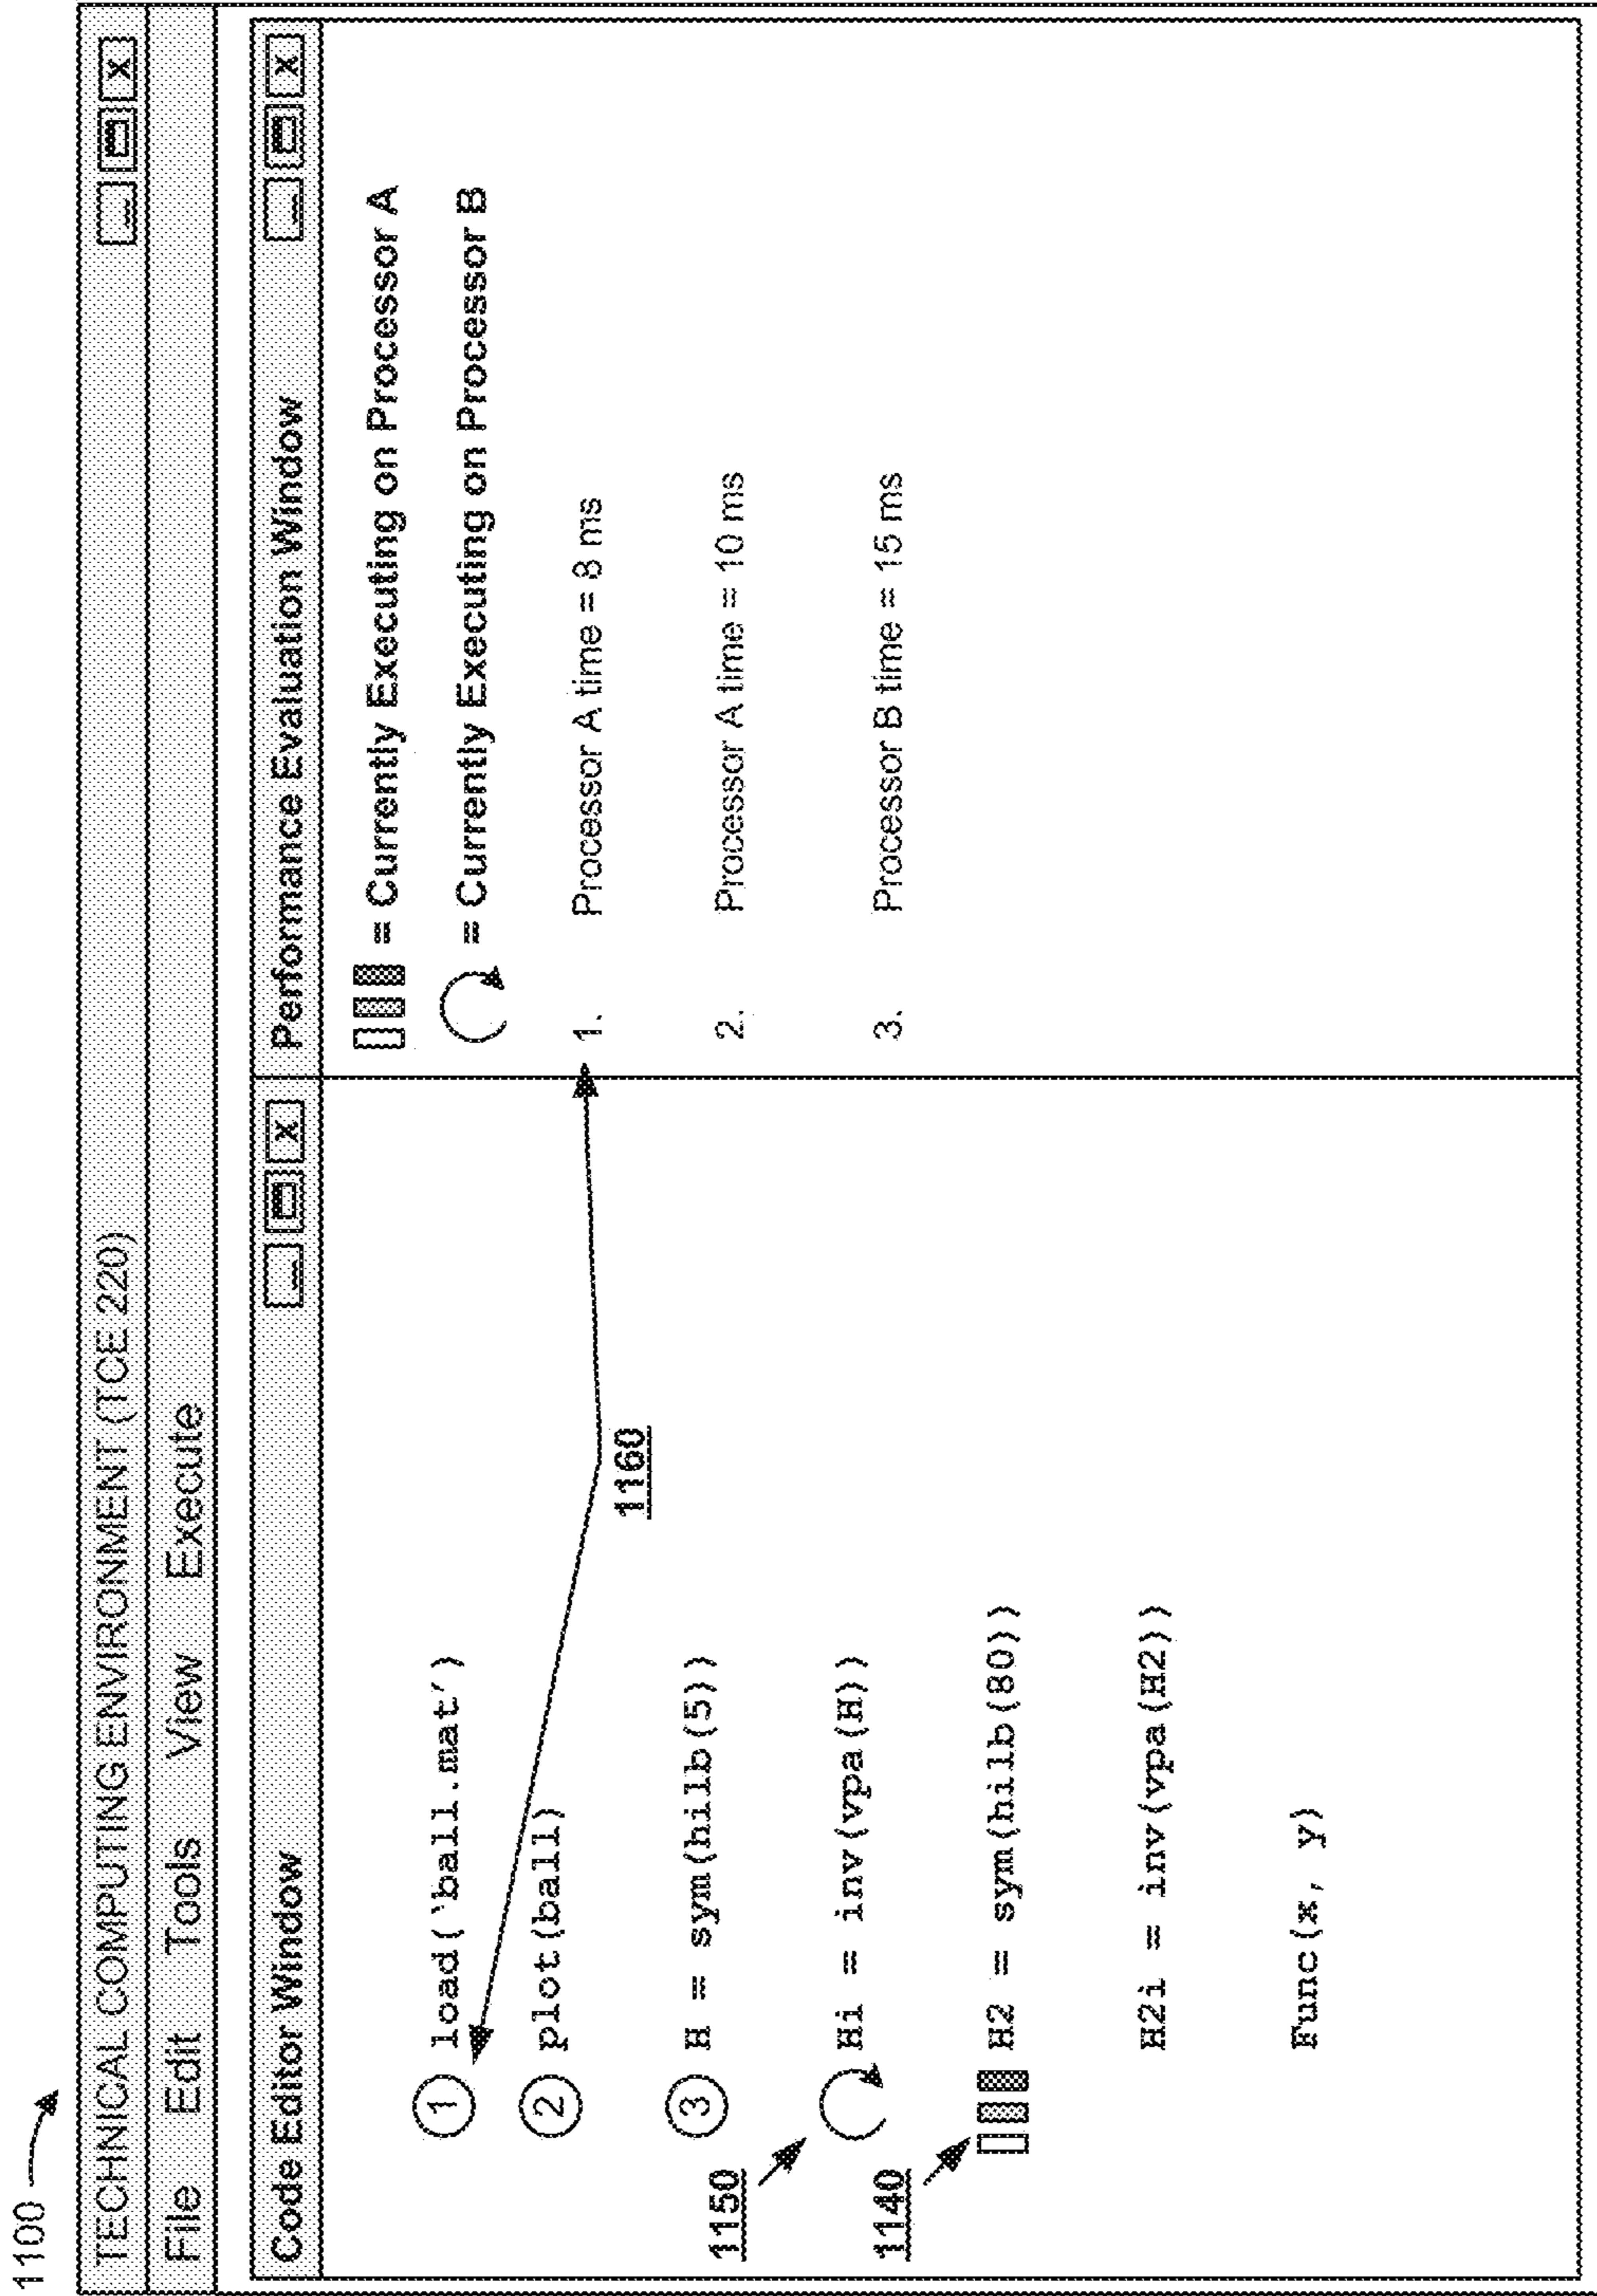 1100
TECHNICAL COMPUTING ENVIRONMENT (TCE 220)
File Edit Tools View Execute
Code Editor Window
1 load(‘ball.mat’)
2 plot(ball)
3 H = sym(hilb(5))
1150
Hi = inv(vpa(H))
1140
H2 = sym(hilb(80))
H2i = inv(vpa(H2))
Func(x, y)
1160
Performance Evaluation Window
= Currently Executing on Processor A
= Currently Executing on Processor B
1. Processor A time = 8 ms
2. Processor A time = 10 ms
3. Processor B time = 15 ms